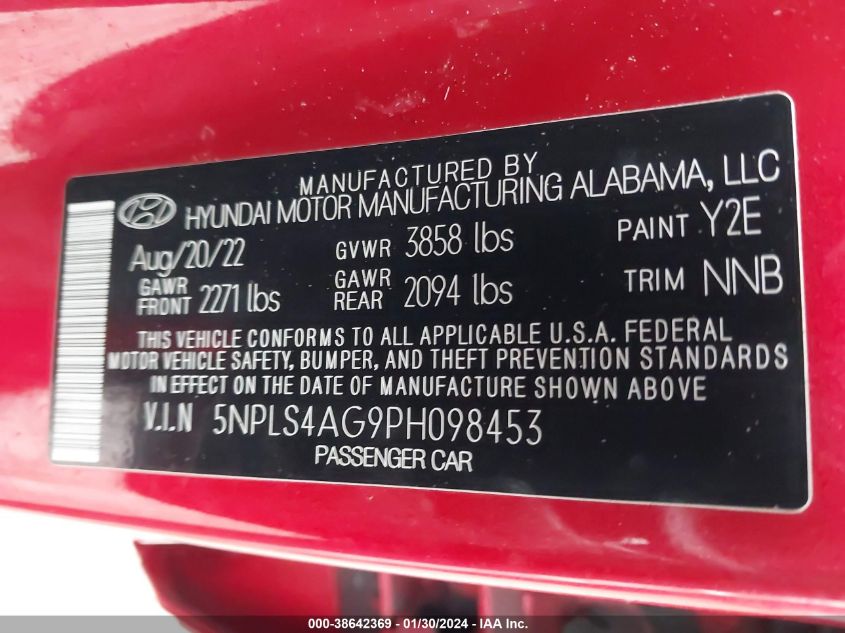 MANUFACTURED BY
HYUNDAI MOTOR MANUFACTURING ALABAMA, LLC
Aug/20/22 GVWR 3858 lbs PAINT Y2E
GAWR FRONT 2271 lbs GAWR REAR 2094 lbs TRIM NNB
THIS VEHICLE CONFORMS TO ALL APPLICABLE U.S.A. FEDERAL
MOTOR VEHICLE SAFETY, BUMPER, AND THEFT PREVENTION STANDARDS
IN EFFECT ON THE DATE OF MANUFACTURE SHOWN ABOVE
V.I.N 5NPLS4AG9PH098453
PASSENGER CAR
000-38642369 - 01/30/2024 - IAA Inc.